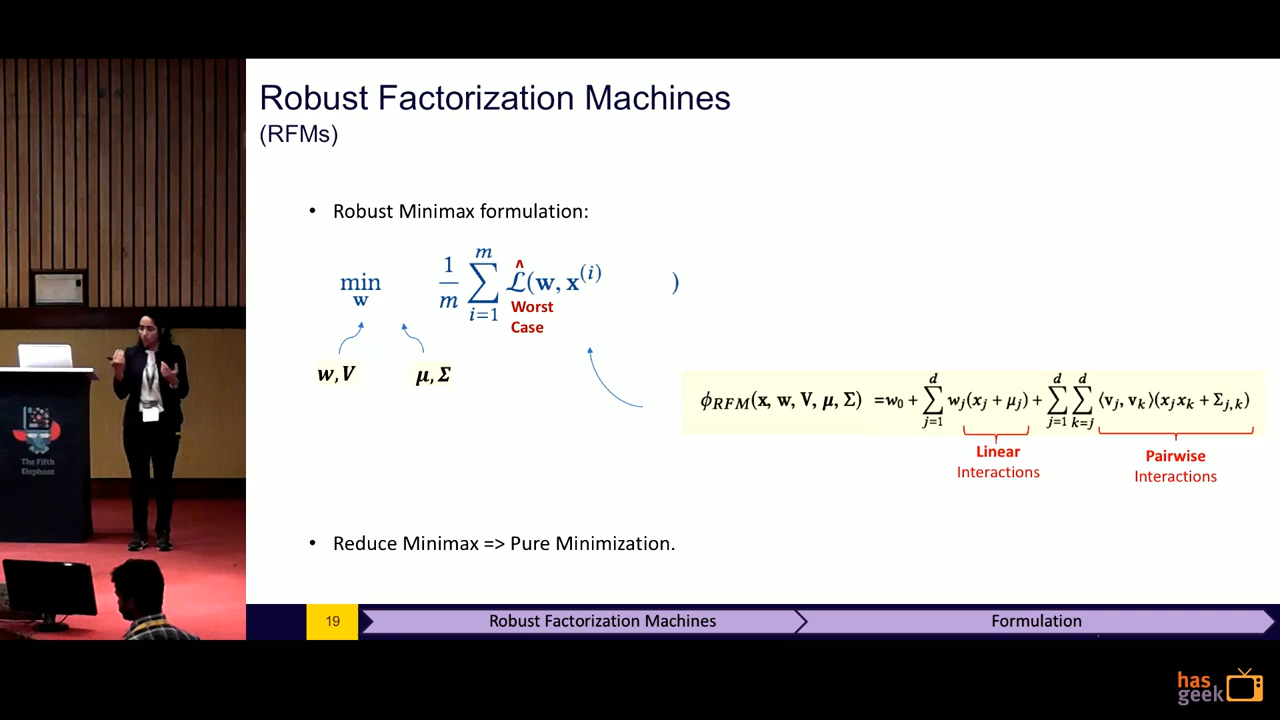 Robust Factorization Machines
(RFMs)
• Robust Minimax formulation:
min
w
1/m ∑_{i=1}^{m} ℒ̂(w, x^{(i)} )
Worst
Case
w, V
μ, Σ
ϕ_{RFM}(x, w, V, μ, Σ) =w_0 + ∑_{j=1}^{d} w_j(x_j + μ_j) + ∑_{j=1}^{d} ∑_{k=j}^{d} ⟨v_j, v_k⟩(x_j x_k + Σ_{j,k})
Linear
Interactions
Pairwise
Interactions
• Reduce Minimax => Pure Minimization.
19
Robust Factorization Machines
Formulation
The Fifth
Elephant
has
geek